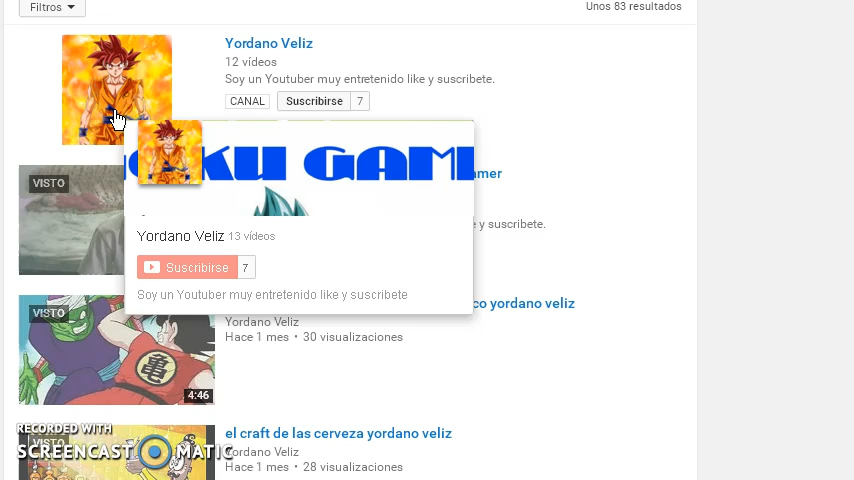 Filtros
Unos 83 resultados
Yordano Veliz
12 vídeos
Soy un Youtuber muy entretenido like y suscribete.
CANAL Suscribirse 7
OKU GAM
VISTO
amer
y suscribete.
Yordano Veliz 13 vídeos
Suscribirse 7
Soy un Youtuber muy entretenido like y suscribete
VISTO
co yordano veliz
Yordano Veliz
Hace 1 mes • 30 visualizaciones
4:46
RECORDED WITH
SCREENCAST MATIC
VISTO
el craft de las cerveza yordano veliz
Yordano Veliz
Hace 1 mes • 28 visualizaciones